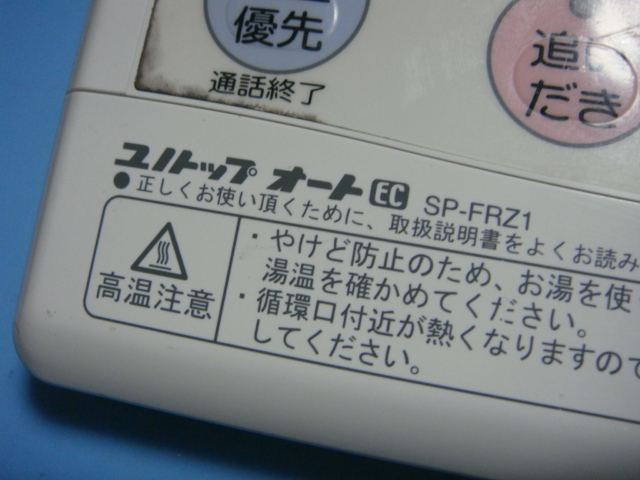 優先
通話終了
追い
だき
ユノトップ オート EC SP-FRZ1
●正しくお使い頂くために、取扱説明書をよくお読み
高温注意
・やけど防止のため、お湯を使
湯温を確かめてください。
・循環口付近が熱くなりますので
してください。